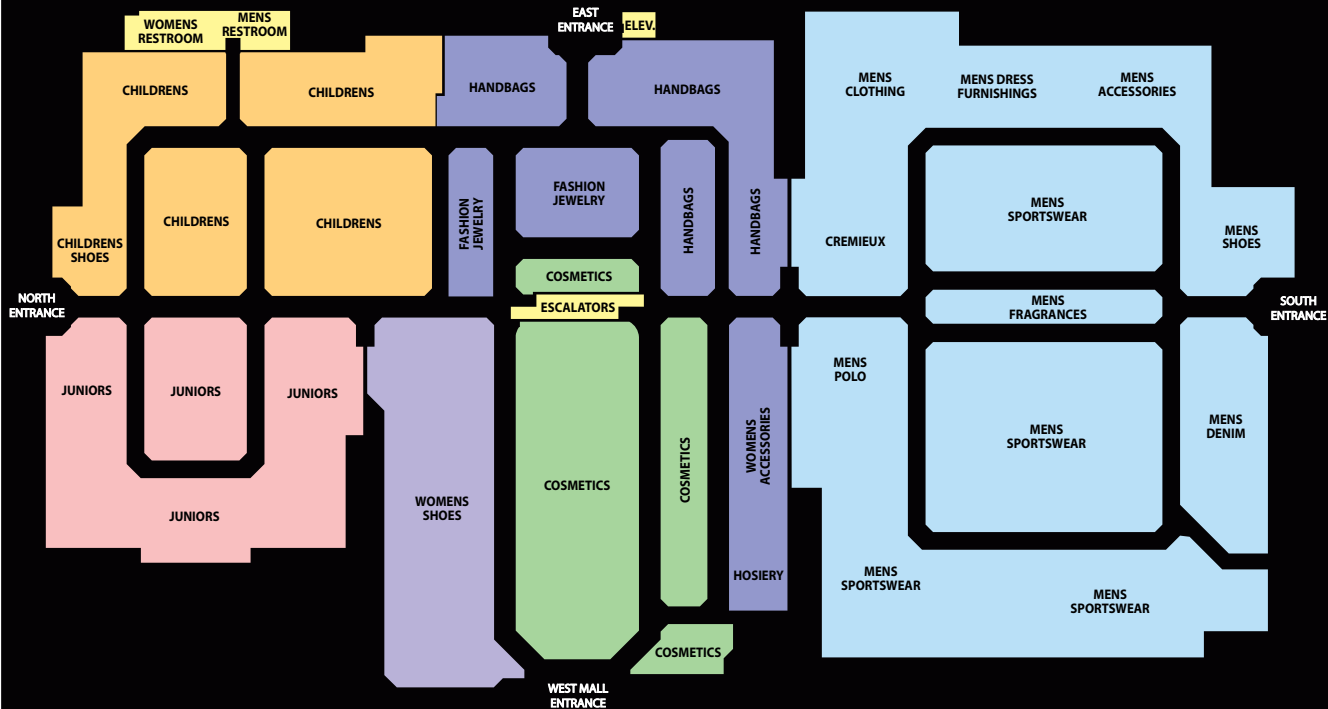 WOMENS
RESTROOM
MENS
RESTROOM
EAST
ENTRANCE
ELEV.
CHILDRENS
CHILDRENS
HANDBAGS
HANDBAGS
MENS
CLOTHING
MENS DRESS
FURNISHINGS
MENS
ACCESSORIES
CHILDRENS
SHOES
CHILDRENS
CHILDRENS
FASHION
JEWELRY
FASHION
JEWELRY
HANDBAGS
HANDBAGS
CREMIEUX
MENS
SPORTSWEAR
MENS
SHOES
COSMETICS
NORTH
ENTRANCE
ESCALATORS
MENS
FRAGRANCES
SOUTH
ENTRANCE
JUNIORS
JUNIORS
JUNIORS
MENS
POLO
MENS
SPORTSWEAR
MENS
DENIM
WOMENS
SHOES
COSMETICS
COSMETICS
WOMENS
ACCESSORIES
JUNIORS
HOSIERY
MENS
SPORTSWEAR
MENS
SPORTSWEAR
COSMETICS
WEST MALL
ENTRANCE